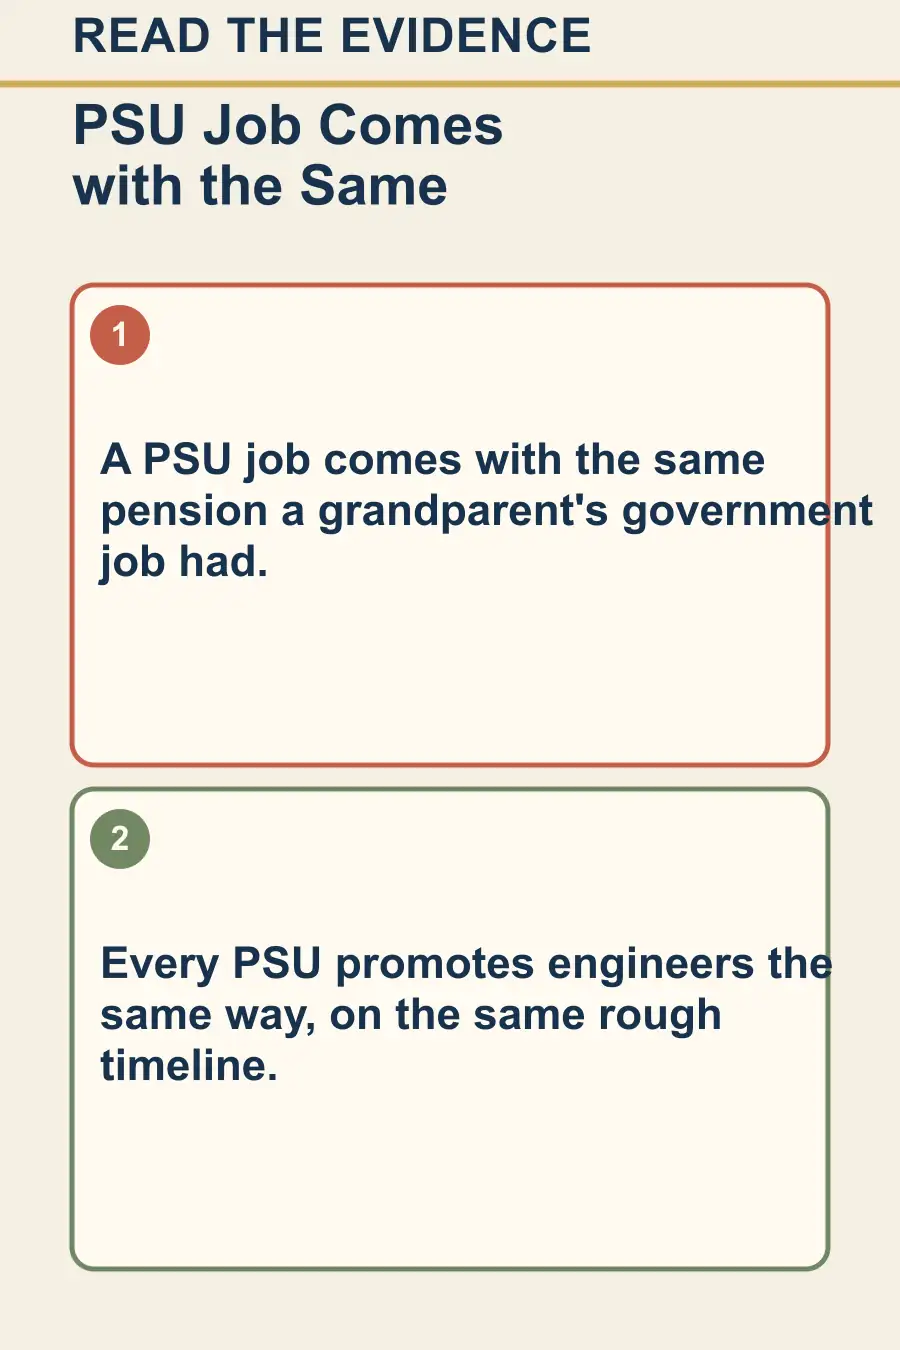 READ THE EVIDENCE
PSU Job Comes
with the Same
1
A PSU job comes with the same
pension a grandparent's government
job had.
2
Every PSU promotes engineers the
same way, on the same rough
timeline.